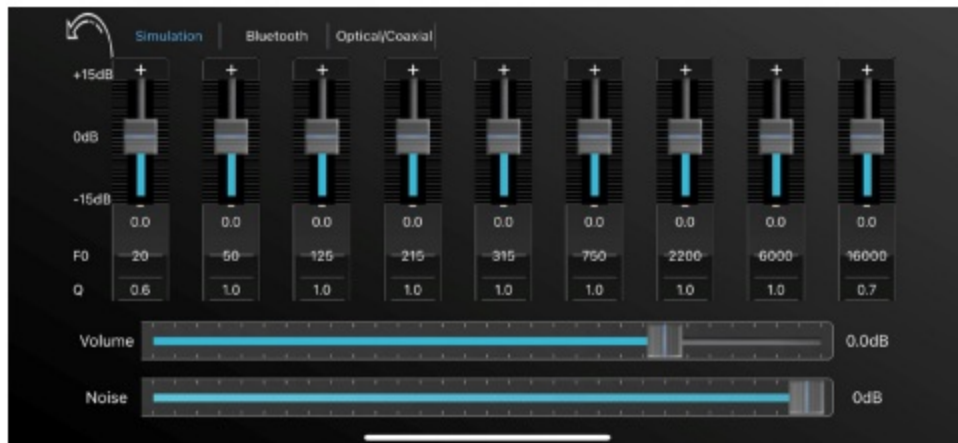 Simulation Bluetooth Optical/Coaxial
+ + + + + + + + +
+15dB
0dB
-15dB
0.0 0.0 0.0 0.0 0.0 0.0 0.0 0.0 0.0
F0 20 50 125 215 315 750 2200 6000 16000
Q 0.6 1.0 1.0 1.0 1.0 1.0 1.0 1.0 0.7
Volume 0.0dB
Noise 0dB